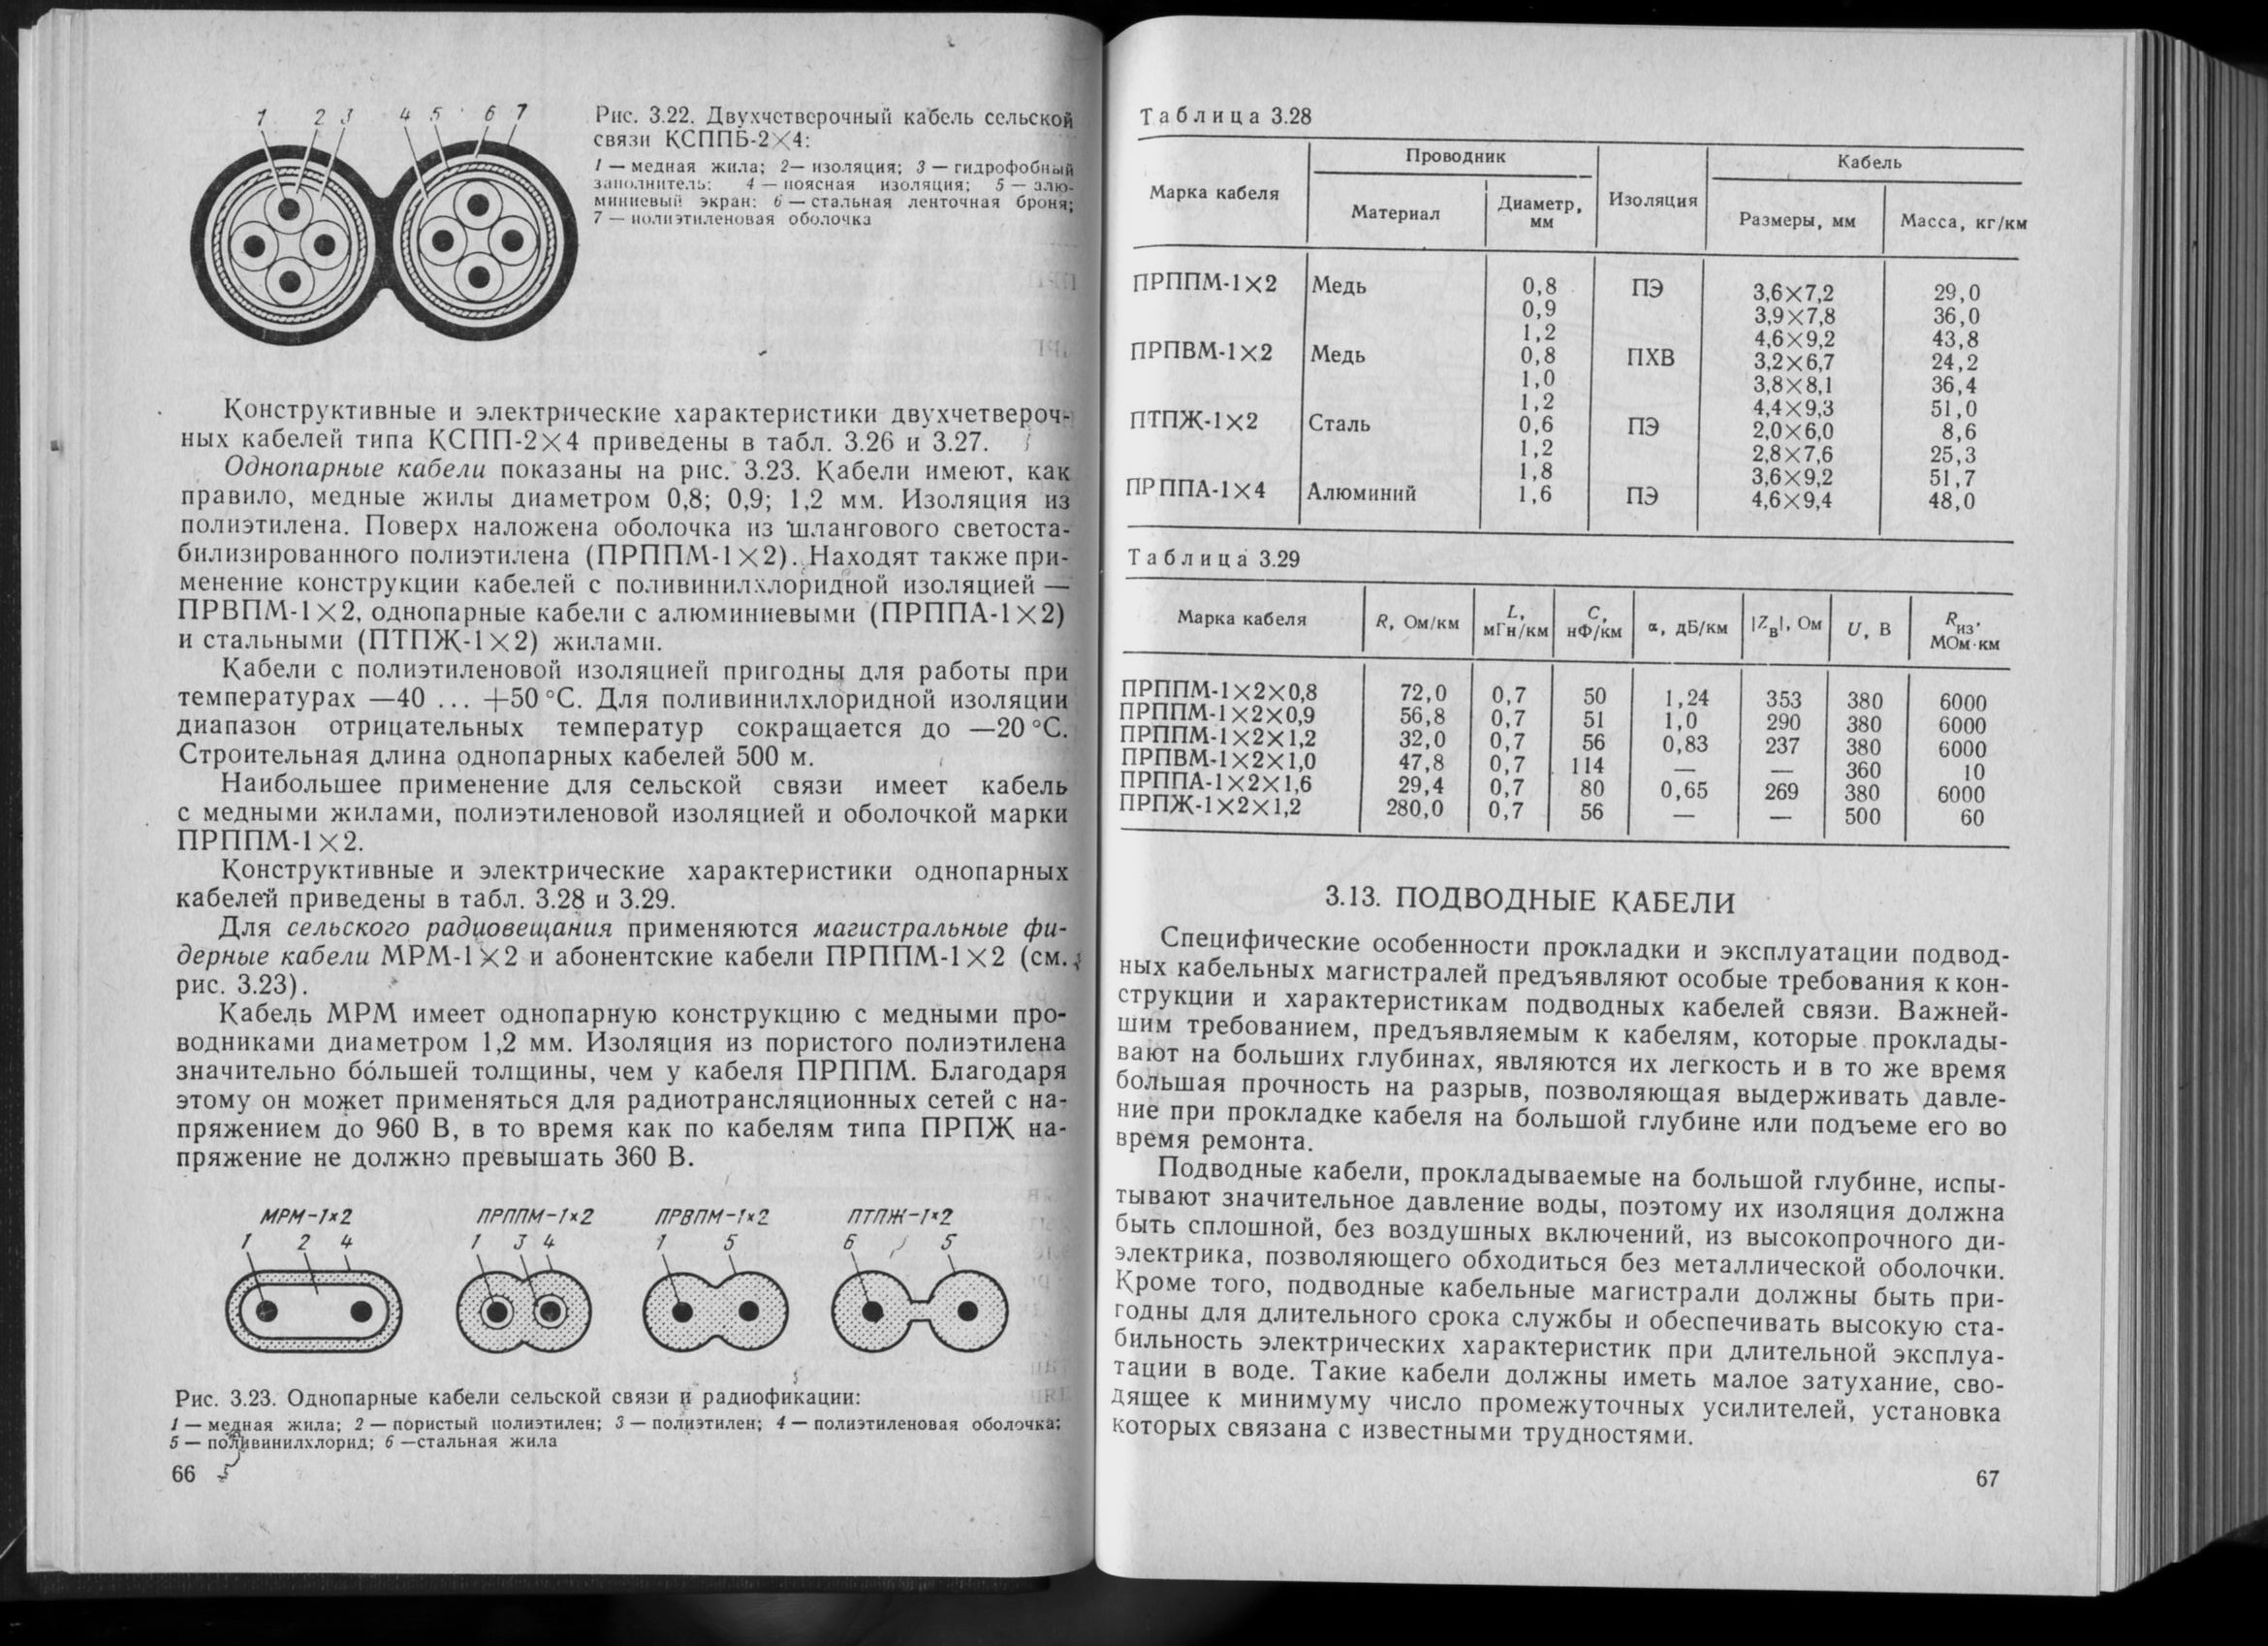 1 2 3 4 5 6 7
Рис. 3.22. Двухчетверочный кабель сельской
связи КСППБ-2×4:
1 — медная жила; 2— изоляция; 3 — гидрофобный
заполнитель; 4 — поясная изоляция; 5 — алю-
миниевый экран; 6 — стальная ленточная броня;
7 — полиэтиленовая оболочка
Конструктивные и электрические характеристики двухчетвероч-
ных кабелей типа КСПП-2×4 приведены в табл. 3.26 и 3.27.
Однопарные кабели показаны на рис. 3.23. Кабели имеют, как
правило, медные жилы диаметром 0,8; 0,9; 1,2 мм. Изоляция из
полиэтилена. Поверх наложена оболочка из шлангового светоста-
билизированного полиэтилена (ПРППМ-1×2). Находят также при-
менение конструкции кабелей с поливинилхлоридной изоляцией —
ПРВПМ-1×2, однопарные кабели с алюминиевыми (ПРППА-1×2)
и стальными (ПТПЖ-1×2) жилами.
Кабели с полиэтиленовой изоляцией пригодны для работы при
температурах —40 ... +50 °С. Для поливинилхлоридной изоляции
диапазон отрицательных температур сокращается до —20 °С.
Строительная длина однопарных кабелей 500 м.
Наибольшее применение для сельской связи имеет кабель
с медными жилами, полиэтиленовой изоляцией и оболочкой марки
ПРППМ-1×2.
Конструктивные и электрические характеристики однопарных
кабелей приведены в табл. 3.28 и 3.29.
Для сельского радиовещания применяются магистральные фи-
дерные кабели МРМ-1×2 и абонентские кабели ПРППМ-1×2 (см.
рис. 3.23).
Кабель МРМ имеет однопарную конструкцию с медными про-
водниками диаметром 1,2 мм. Изоляция из пористого полиэтилена
значительно бóльшей толщины, чем у кабеля ПРППМ. Благодаря
этому он может применяться для радиотрансляционных сетей с на-
пряжением до 960 В, в то время как по кабелям типа ПРПЖ на-
пряжение не должно превышать 360 В.
МРМ-1×2 ПРППМ-1×2 ПРВПМ-1×2 ПТПЖ-1×2
1 2 4 1 3 4 1 5 6 5
Рис. 3.23. Однопарные кабели сельской связи и радиофикации:
1 — медная жила; 2 — пористый полиэтилен; 3 — полиэтилен; 4 — полиэтиленовая оболочка;
5 — поливинилхлорид; 6 —стальная жила
66
Таблица 3.28
Марка кабеля Проводник Изоляция Кабель
Материал Диаметр, мм Размеры, мм Масса, кг/км
ПРППМ-1×2 Медь 0,8 ПЭ 3,6×7,2 29,0
0,9 3,9×7,8 36,0
1,2 4,6×9,2 43,8
ПРПВМ-1×2 Медь 0,8 ПХВ 3,2×6,7 24,2
1,0 3,8×8,1 36,4
1,2 4,4×9,3 51,0
ПТПЖ-1×2 Сталь 0,6 ПЭ 2,0×6,0 8,6
1,2 2,8×7,6 25,3
1,8 3,6×9,2 51,7
ПРППА-1×4 Алюминий 1,6 ПЭ 4,6×9,4 48,0
Таблица 3.29
Марка кабеля R, Ом/км L, мГн/км C, нФ/км α, дБ/км |Zв|, Ом U, В Rиз, МОм·км
ПРППМ-1×2×0,8 72,0 0,7 50 1,24 353 380 6000
ПРППМ-1×2×0,9 56,8 0,7 51 1,0 290 380 6000
ПРППМ-1×2×1,2 32,0 0,7 56 0,83 237 380 6000
ПРПВМ-1×2×1,0 47,8 0,7 114 — — 360 10
ПРППА-1×2×1,6 29,4 0,7 80 0,65 269 380 6000
ПРПЖ-1×2×1,2 280,0 0,7 56 — — 500 60
3.13. ПОДВОДНЫЕ КАБЕЛИ
Специфические особенности прокладки и эксплуатации подвод-
ных кабельных магистралей предъявляют особые требования к кон-
струкции и характеристикам подводных кабелей связи. Важней-
шим требованием, предъявляемым к кабелям, которые проклады-
вают на больших глубинах, являются их легкость и в то же время
большая прочность на разрыв, позволяющая выдерживать давле-
ние при прокладке кабеля на большой глубине или подъеме его во
время ремонта.
Подводные кабели, прокладываемые на большой глубине, испы-
тывают значительное давление воды, поэтому их изоляция должна
быть сплошной, без воздушных включений, из высокопрочного ди-
электрика, позволяющего обходиться без металлической оболочки.
Кроме того, подводные кабельные магистрали должны быть при-
годны для длительного срока службы и обеспечивать высокую ста-
бильность электрических характеристик при длительной эксплуа-
тации в воде. Такие кабели должны иметь малое затухание, сво-
дящее к минимуму число промежуточных усилителей, установка
которых связана с известными трудностями.
67